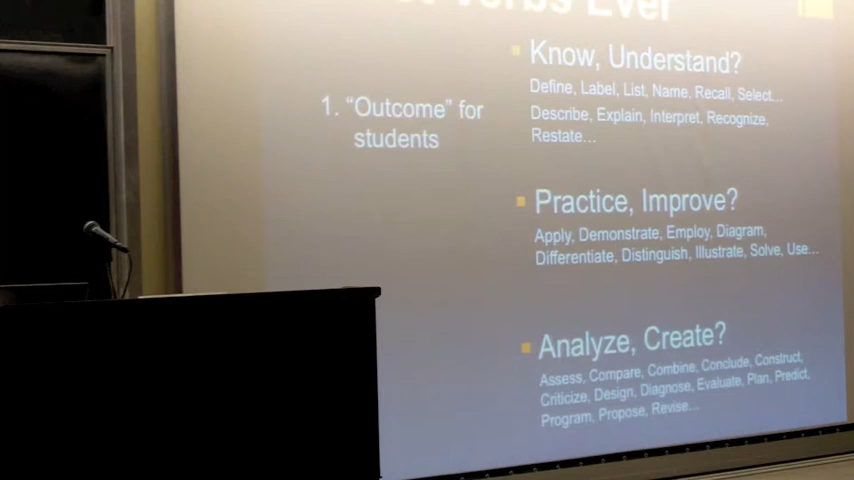 Verbs Ever
1. “Outcome” for
students
Know, Understand?
Define, Label, List, Name, Recall, Select...
Describe, Explain, Interpret, Recognize,
Restate...
Practice, Improve?
Apply, Demonstrate, Employ, Diagram,
Differentiate, Distinguish, Illustrate, Solve, Use...
Analyze, Create?
Assess, Compare, Combine, Conclude, Construct,
Criticize, Design, Diagnose, Evaluate, Plan, Predict,
Program, Propose, Revise...